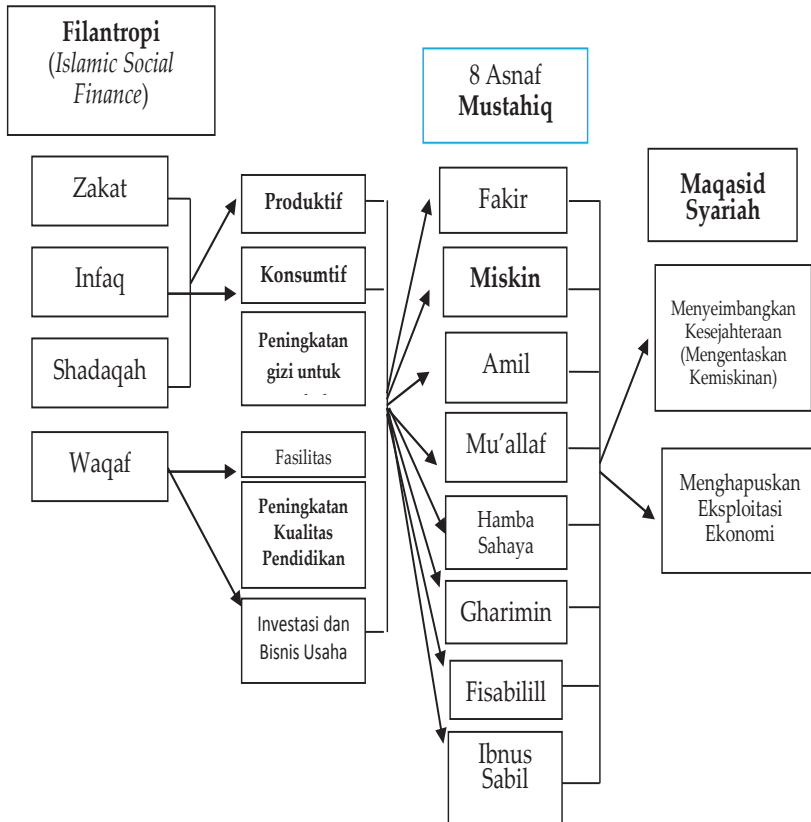 Filantropi
(Islamic Social
Finance)
8 Asnaf
Mustahiq
Maqasid
Syariah
Zakat
Infaq
Shadaqah
Waqaf
Produktif
Konsumtif
Peningkatan
gizi untuk
Fasilitas
Peningkatan
Kualitas
Pendidikan
Investasi dan
Bisnis Usaha
Fakir
Miskin
Amil
Mu'allaf
Hamba
Sahaya
Gharimin
Fisabilill
Ibnus
Sabil
Menyeimbangkan
Kesejahteraan
(Mengentaskan
Kemiskinan)
Menghapuskan
Eksploitasi
Ekonomi